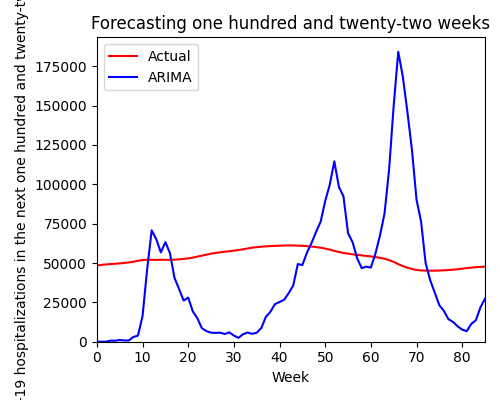 Forecasting one hundred and twenty-two weeks
-19 hospitalizations in the next one hundred and twenty-tw
Actual
ARIMA
175000
150000
125000
100000
75000
50000
25000
0
0 10 20 30 40 50 60 70 80
Week